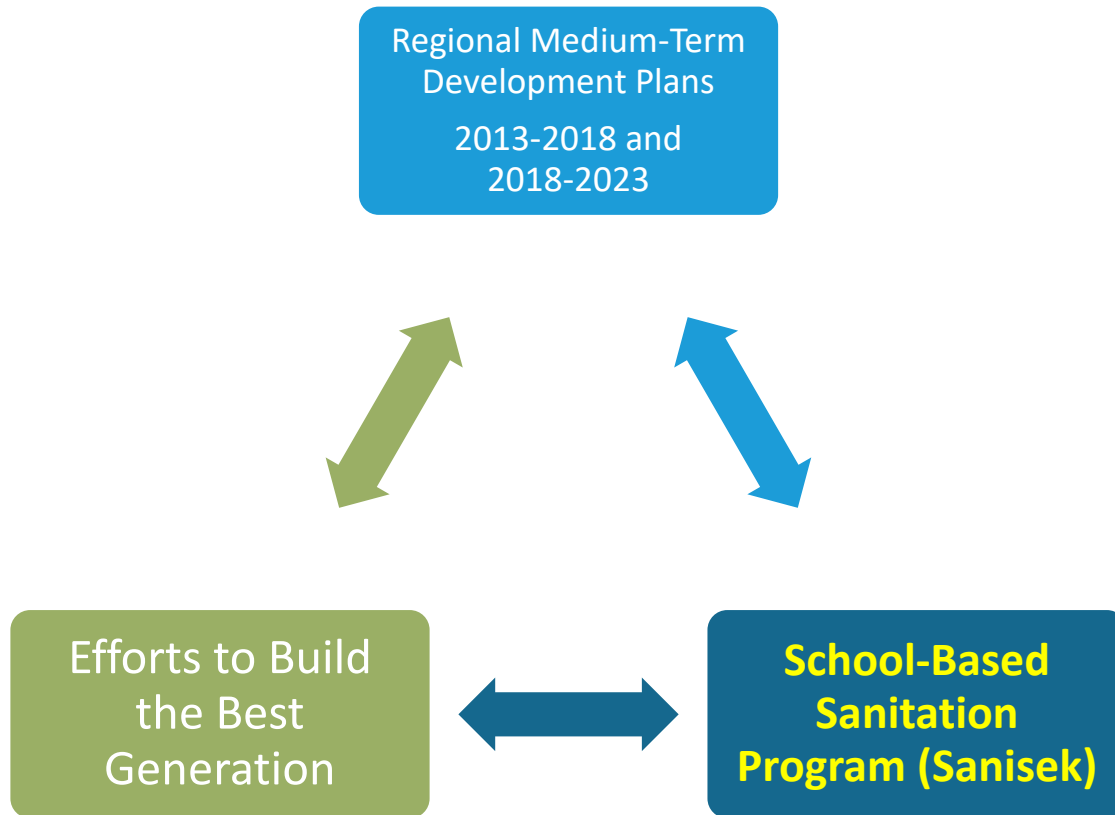 Regional Medium-Term
Development Plans
2013-2018 and
2018-2023
Efforts to Build
the Best
Generation
School-Based
Sanitation
Program (Sanisek)